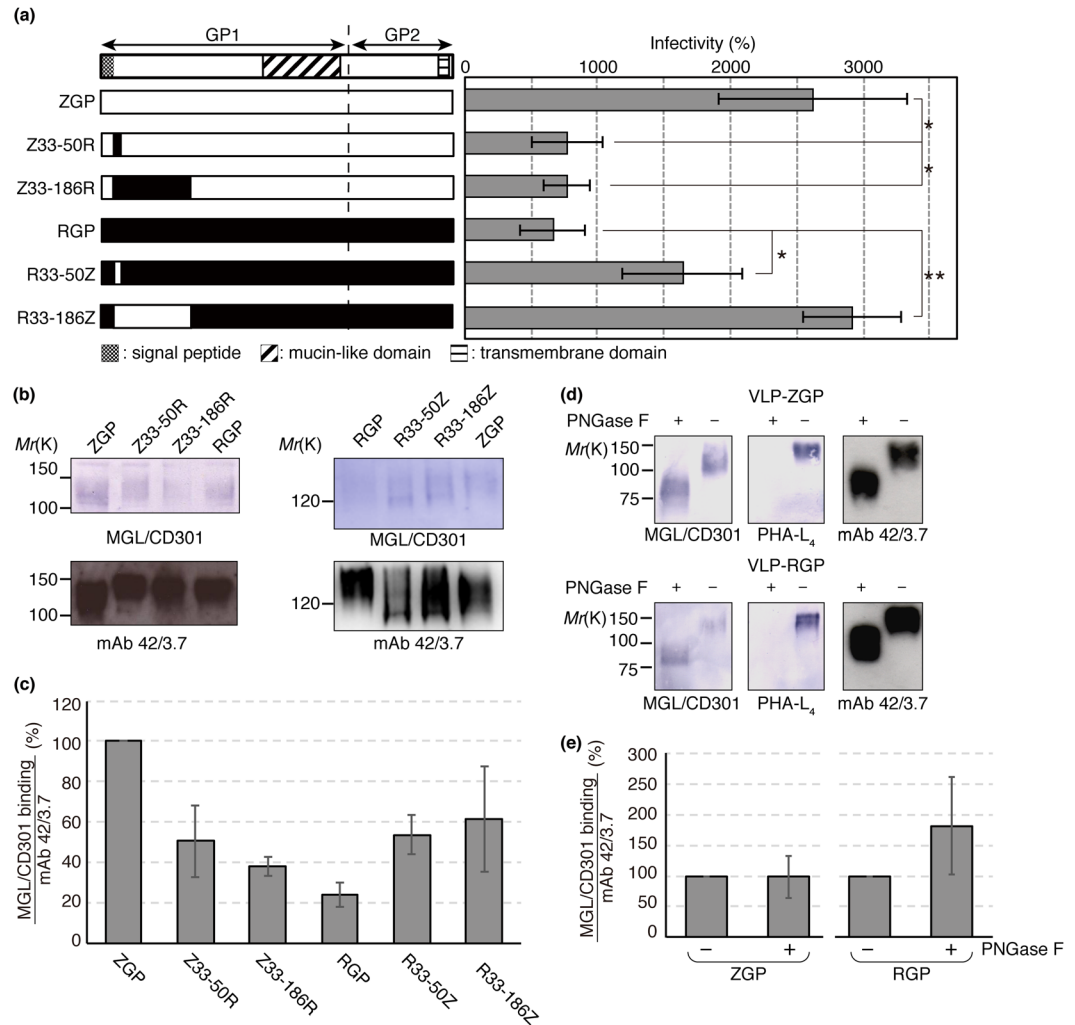 (a)
GP1 GP2
Infectivity (%)
0 1000 2000 3000
ZGP
Z33-50R
Z33-186R
RGP
R33-50Z
R33-186Z
*
*
*
**
: signal peptide : mucin-like domain : transmembrane domain
(b)
Mr(K) ZGP Z33-50R Z33-186R RGP
150
100
MGL/CD301
150
100
mAb 42/3.7
Mr(K) RGP R33-50Z R33-186Z ZGP
120
MGL/CD301
120
mAb 42/3.7
(c)
MGL/CD301 binding
mAb 42/3.7
(%)
120
100
80
60
40
20
0
ZGP Z33-50R Z33-186R RGP R33-50Z R33-186Z
(d)
VLP-ZGP
PNGase F + − + − + −
Mr(K) 150
100
75
MGL/CD301 PHA-L4 mAb 42/3.7
VLP-RGP
PNGase F + − + − + −
Mr(K) 150
100
75
MGL/CD301 PHA-L4 mAb 42/3.7
(e)
MGL/CD301 binding
mAb 42/3.7
(%)
300
250
200
150
100
50
0
− + − + PNGase F
ZGP RGP